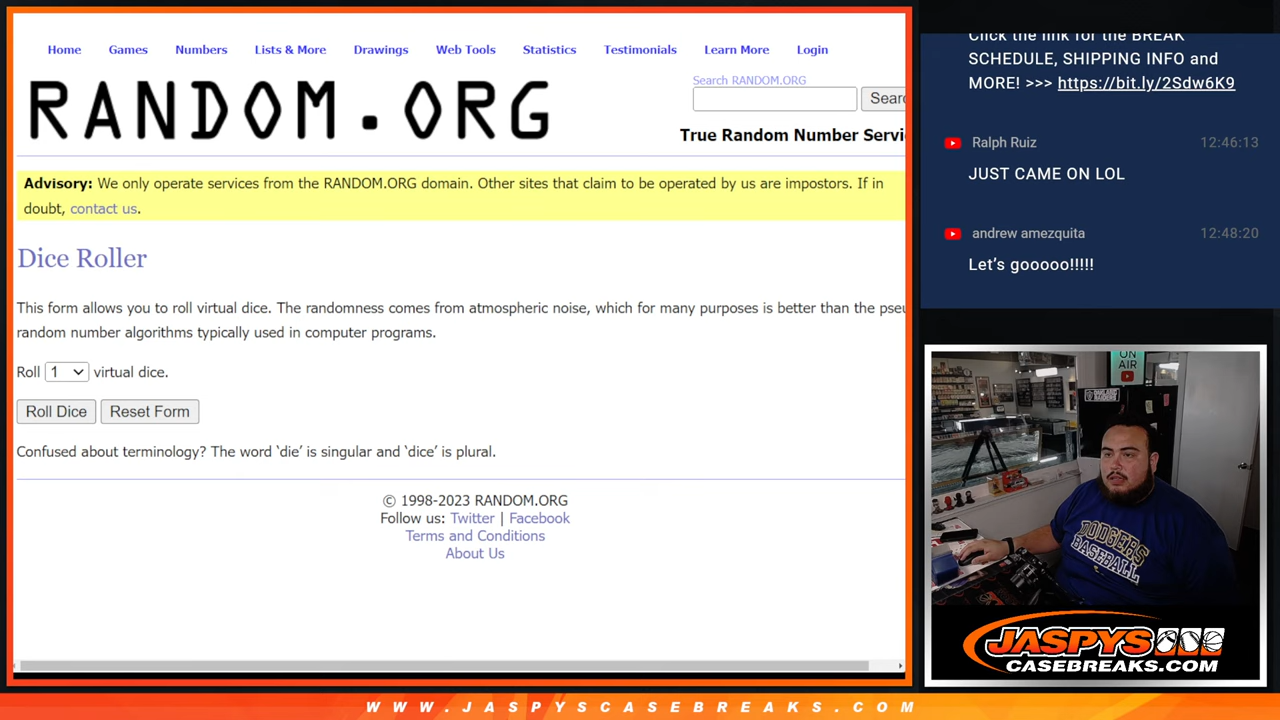 Home Games Numbers Lists & More Drawings Web Tools Statistics Testimonials Learn More Login
RANDOM.ORG
Search RANDOM.ORG
Searc
True Random Number Servi
Advisory: We only operate services from the RANDOM.ORG domain. Other sites that claim to be operated by us are impostors. If in
doubt, contact us.
Dice Roller
This form allows you to roll virtual dice. The randomness comes from atmospheric noise, which for many purposes is better than the pseu
random number algorithms typically used in computer programs.
Roll 1 virtual dice.
Roll Dice Reset Form
Confused about terminology? The word ‘die’ is singular and ‘dice’ is plural.
© 1998-2023 RANDOM.ORG
Follow us: Twitter | Facebook
Terms and Conditions
About Us
Click the link for the BREAK
SCHEDULE, SHIPPING INFO and
MORE! >>> https://bit.ly/2Sdw6K9
Ralph Ruiz 12:46:13
JUST CAME ON LOL
andrew amezquita 12:48:20
Let’s gooooo!!!!!
ON
AIR
DODGERS
BASEBALL
JASPYS
CASEBREAKS.COM
WWW.JASPYSCASEBREAKS.COM